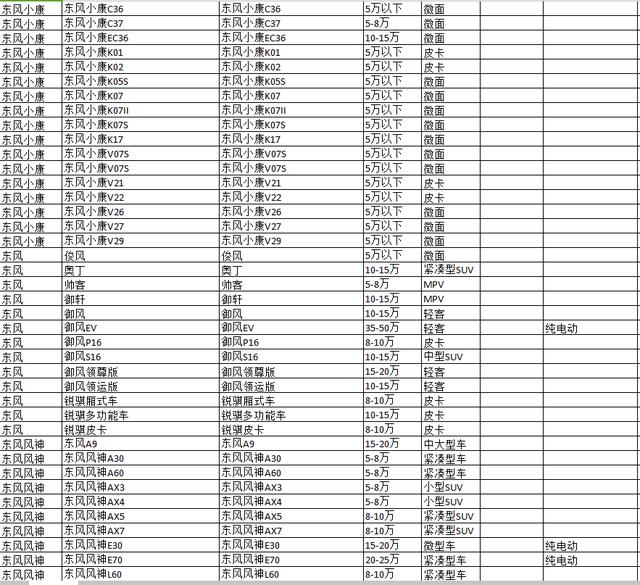 东风小康 东风小康C36 东风小康C36 5万以下 微面
东风小康 东风小康C37 东风小康C37 5-8万 微面
东风小康 东风小康EC36 东风小康EC36 10-15万 微面
东风小康 东风小康K01 东风小康K01 5万以下 皮卡
东风小康 东风小康K02 东风小康K02 5万以下 皮卡
东风小康 东风小康K05S 东风小康K05S 5万以下 微面
东风小康 东风小康K07 东风小康K07 5万以下 微面
东风小康 东风小康K07II 东风小康K07II 5万以下 微面
东风小康 东风小康K07S 东风小康K07S 5万以下 微面
东风小康 东风小康K17 东风小康K17 5万以下 微面
东风小康 东风小康V07S 东风小康V07S 5万以下 微面
东风小康 东风小康V07S 东风小康V07S 5万以下 微面
东风小康 东风小康V21 东风小康V21 5万以下 皮卡
东风小康 东风小康V22 东风小康V22 5万以下 皮卡
东风小康 东风小康V26 东风小康V26 5万以下 微面
东风小康 东风小康V27 东风小康V27 5万以下 微面
东风小康 东风小康V29 东风小康V29 5万以下 微面
东风 俊风 俊风 5万以下 微面
东风 奥丁 奥丁 10-15万 紧凑型SUV
东风 帅客 帅客 5-8万 MPV
东风 御轩 御轩 10-15万 MPV
东风 御风 御风 10-15万 轻客
东风 御风EV 御风EV 35-50万 轻客 纯电动
东风 御风P16 御风P16 8-10万 皮卡
东风 御风S16 御风S16 10-15万 中型SUV
东风 御风领尊版 御风领尊版 15-20万 轻客
东风 御风领运版 御风领运版 10-15万 轻客
东风 锐骐厢式车 锐骐厢式车 8-10万 皮卡
东风 锐骐多功能车 锐骐多功能车 10-15万 皮卡
东风 锐骐皮卡 锐骐皮卡 8-10万 皮卡
东风风神 东风A9 东风A9 15-20万 中大型车
东风风神 东风风神A30 东风风神A30 5-8万 紧凑型车
东风风神 东风风神A60 东风风神A60 5-8万 紧凑型车
东风风神 东风风神AX3 东风风神AX3 5-8万 小型SUV
东风风神 东风风神AX4 东风风神AX4 5-8万 小型SUV
东风风神 东风风神AX5 东风风神AX5 8-10万 紧凑型SUV
东风风神 东风风神AX7 东风风神AX7 8-10万 紧凑型SUV
东风风神 东风风神E30 东风风神E30 15-20万 微型车 纯电动
东风风神 东风风神E70 东风风神E70 20-25万 紧凑型车 纯电动
东风风神 东风风神L60 东风风神L60 8-10万 紧凑型车